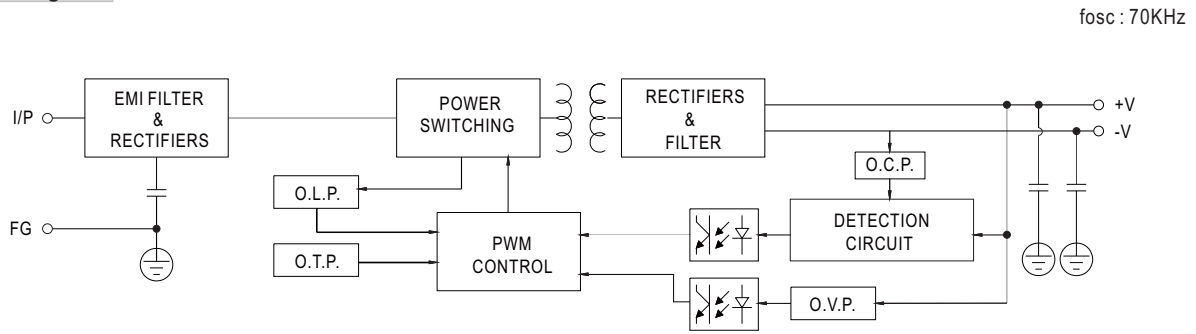 fosc : 70KHz
I/P
EMI FILTER
&
RECTIFIERS
POWER
SWITCHING
RECTIFIERS
&
FILTER
+V
-V
O.C.P.
O.L.P.
FG
PWM
CONTROL
DETECTION
CIRCUIT
O.T.P.
O.V.P.